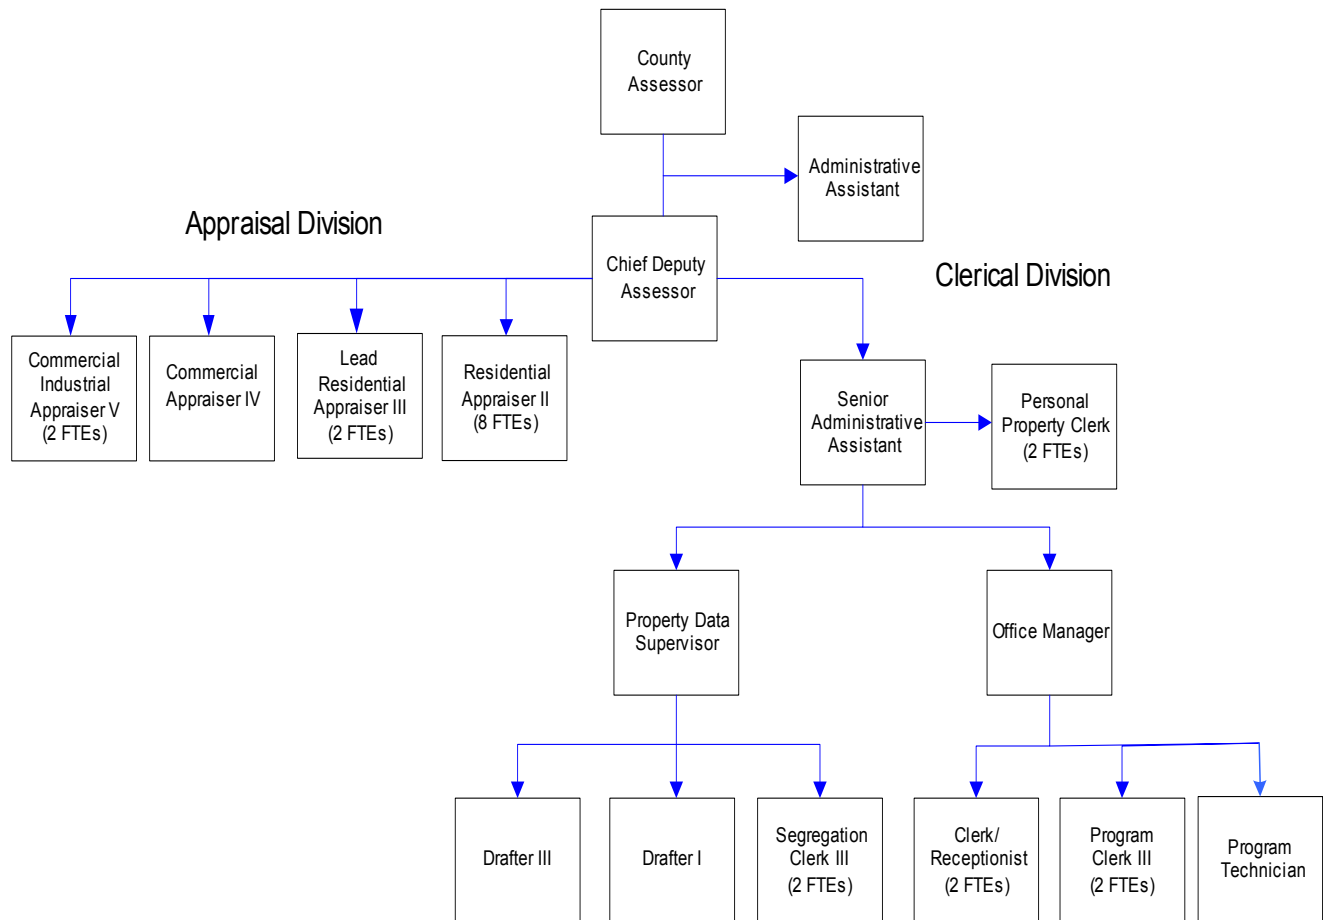 County
Assessor
Administrative
Assistant
Appraisal Division
Chief Deputy
Assessor
Clerical Division
Commercial
Industrial
Appraiser V
(2 FTEs)
Commercial
Appraiser IV
Lead
Residential
Appraiser III
(2 FTEs)
Residential
Appraiser II
(8 FTEs)
Senior
Administrative
Assistant
Personal
Property Clerk
(2 FTEs)
Property Data
Supervisor
Office Manager
Drafter III
Drafter I
Segregation
Clerk III
(2 FTEs)
Clerk/
Receptionist
(2 FTEs)
Program
Clerk III
(2 FTEs)
Program
Technician